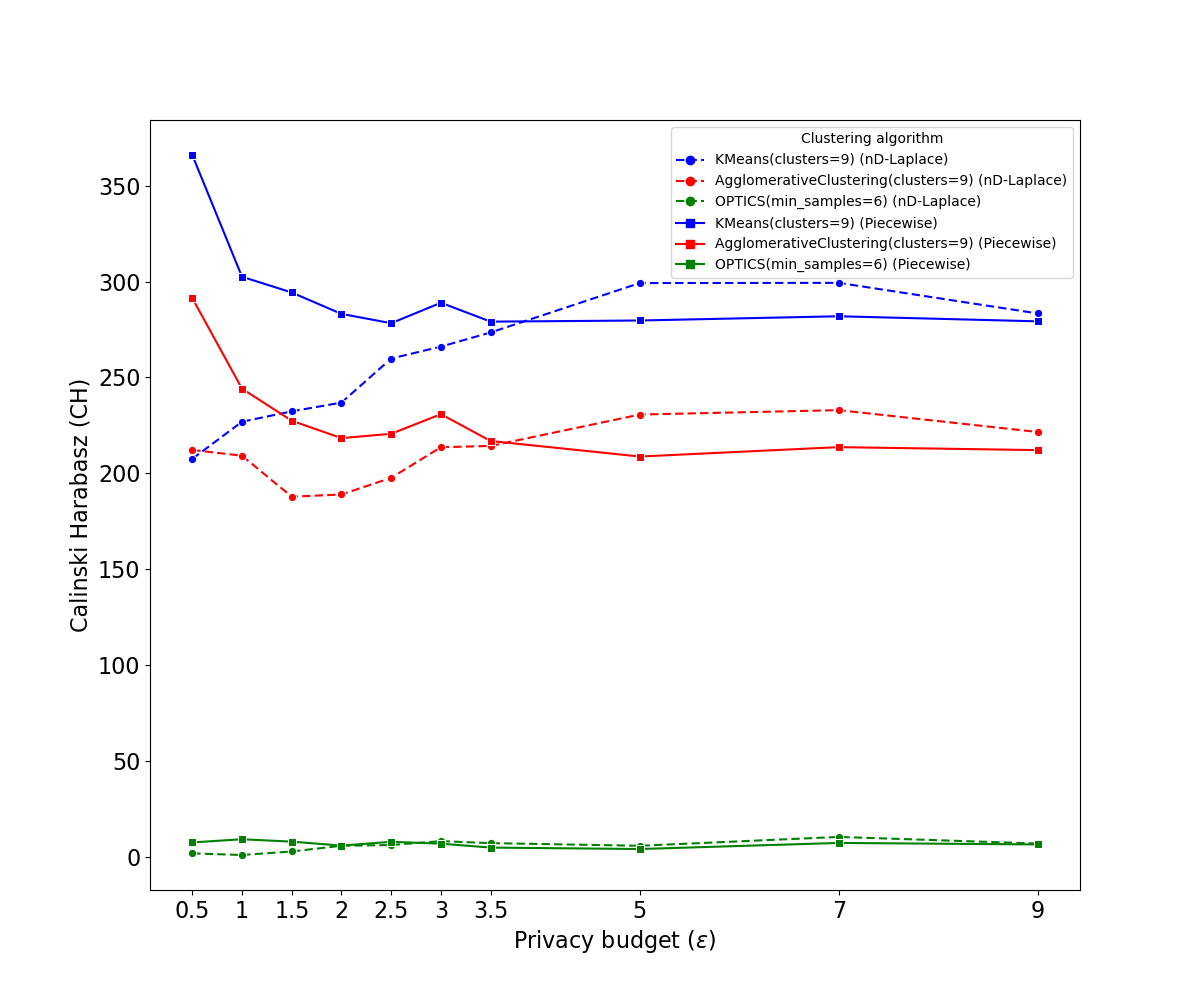 Clustering algorithm
KMeans(clusters=9) (nD-Laplace)
AgglomerativeClustering(clusters=9) (nD-Laplace)
OPTICS(min_samples=6) (nD-Laplace)
KMeans(clusters=9) (Piecewise)
AgglomerativeClustering(clusters=9) (Piecewise)
OPTICS(min_samples=6) (Piecewise)
Calinski Harabasz (CH)
350
300
250
200
150
100
50
0
0.5 1 1.5 2 2.5 3 3.5 5 7 9
Privacy budget (ε)